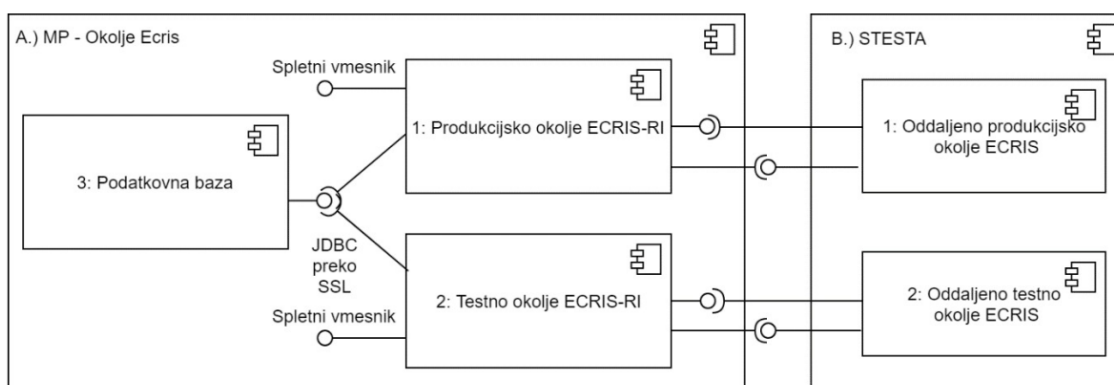 A.) MP - Okolje Ecris
B.) STESTA
Spletni vmesnik
1: Produkcijsko okolje ECRIS-RI
1: Oddaljeno produkcijsko
okolje ECRIS
3: Podatkovna baza
JDBC
preko
SSL
2: Testno okolje ECRIS-RI
2: Oddaljeno testno
okolje ECRIS
Spletni vmesnik